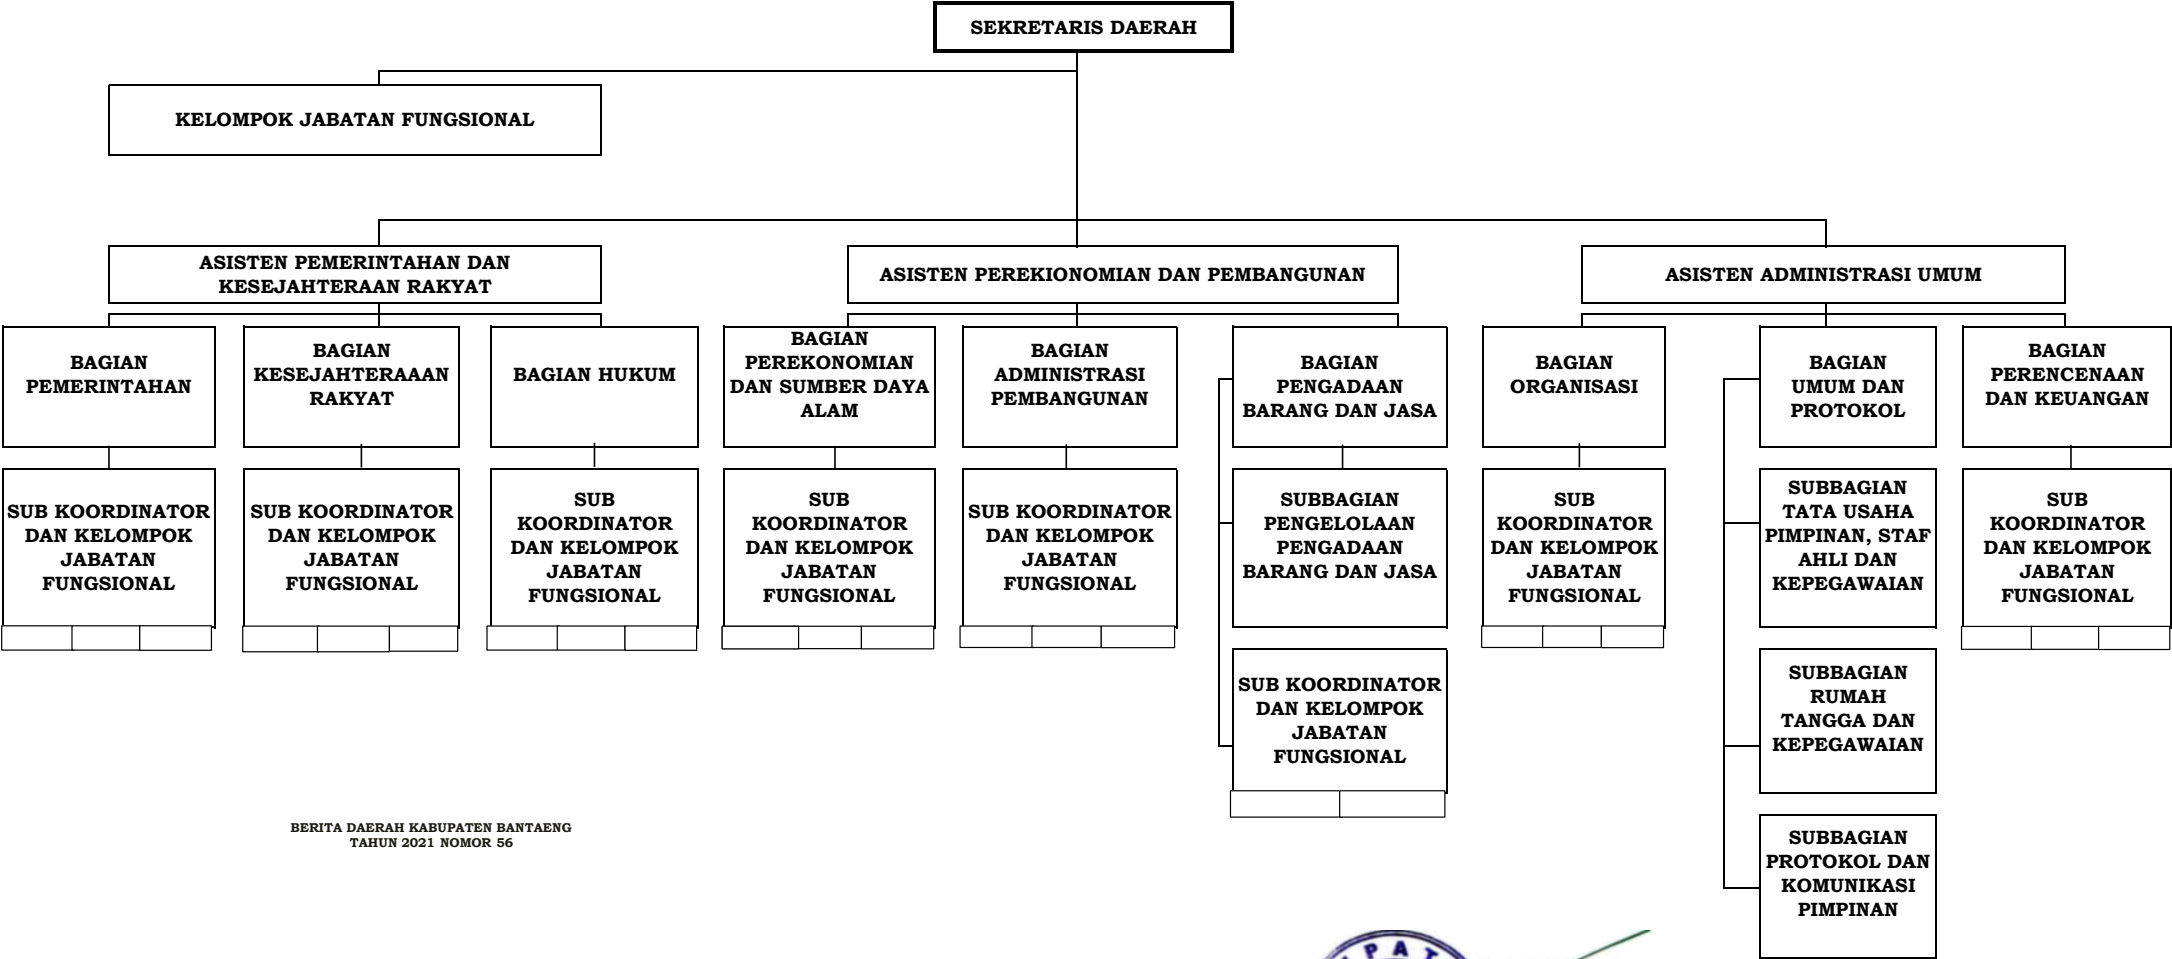 SEKRETARIS DAERAH
KELOMPOK JABATAN FUNGSIONAL
ASISTEN PEMERINTAHAN DAN
KESEJAHTERAAN RAKYAT
ASISTEN PEREKIONOMIAN DAN PEMBANGUNAN
ASISTEN ADMINISTRASI UMUM
BAGIAN
PEMERINTAHAN
BAGIAN
KESEJAHTERAAAN
RAKYAT
BAGIAN HUKUM
BAGIAN
PEREKONOMIAN
DAN SUMBER DAYA
ALAM
BAGIAN
ADMINISTRASI
PEMBANGUNAN
BAGIAN
PENGADAAN
BARANG DAN JASA
BAGIAN
ORGANISASI
BAGIAN
UMUM DAN
PROTOKOL
BAGIAN
PERENCENAAN
DAN KEUANGAN
SUB KOORDINATOR
DAN KELOMPOK
JABATAN
FUNGSIONAL
SUB KOORDINATOR
DAN KELOMPOK
JABATAN
FUNGSIONAL
SUB
KOORDINATOR
DAN KELOMPOK
JABATAN
FUNGSIONAL
SUB
KOORDINATOR
DAN KELOMPOK
JABATAN
FUNGSIONAL
SUB KOORDINATOR
DAN KELOMPOK
JABATAN
FUNGSIONAL
SUBBAGIAN
PENGELOLAAN
PENGADAAN
BARANG DAN JASA
SUB
KOORDINATOR
DAN KELOMPOK
JABATAN
FUNGSIONAL
SUBBAGIAN
TATA USAHA
PIMPINAN, STAF
AHLI DAN
KEPEGAWAIAN
SUB
KOORDINATOR
DAN KELOMPOK
JABATAN
FUNGSIONAL
SUB KOORDINATOR
DAN KELOMPOK
JABATAN
FUNGSIONAL
SUBBAGIAN
RUMAH
TANGGA DAN
KEPEGAWAIAN
SUBBAGIAN
PROTOKOL DAN
KOMUNIKASI
PIMPINAN
BERITA DAERAH KABUPATEN BANTAENG
TAHUN 2021 NOMOR 56